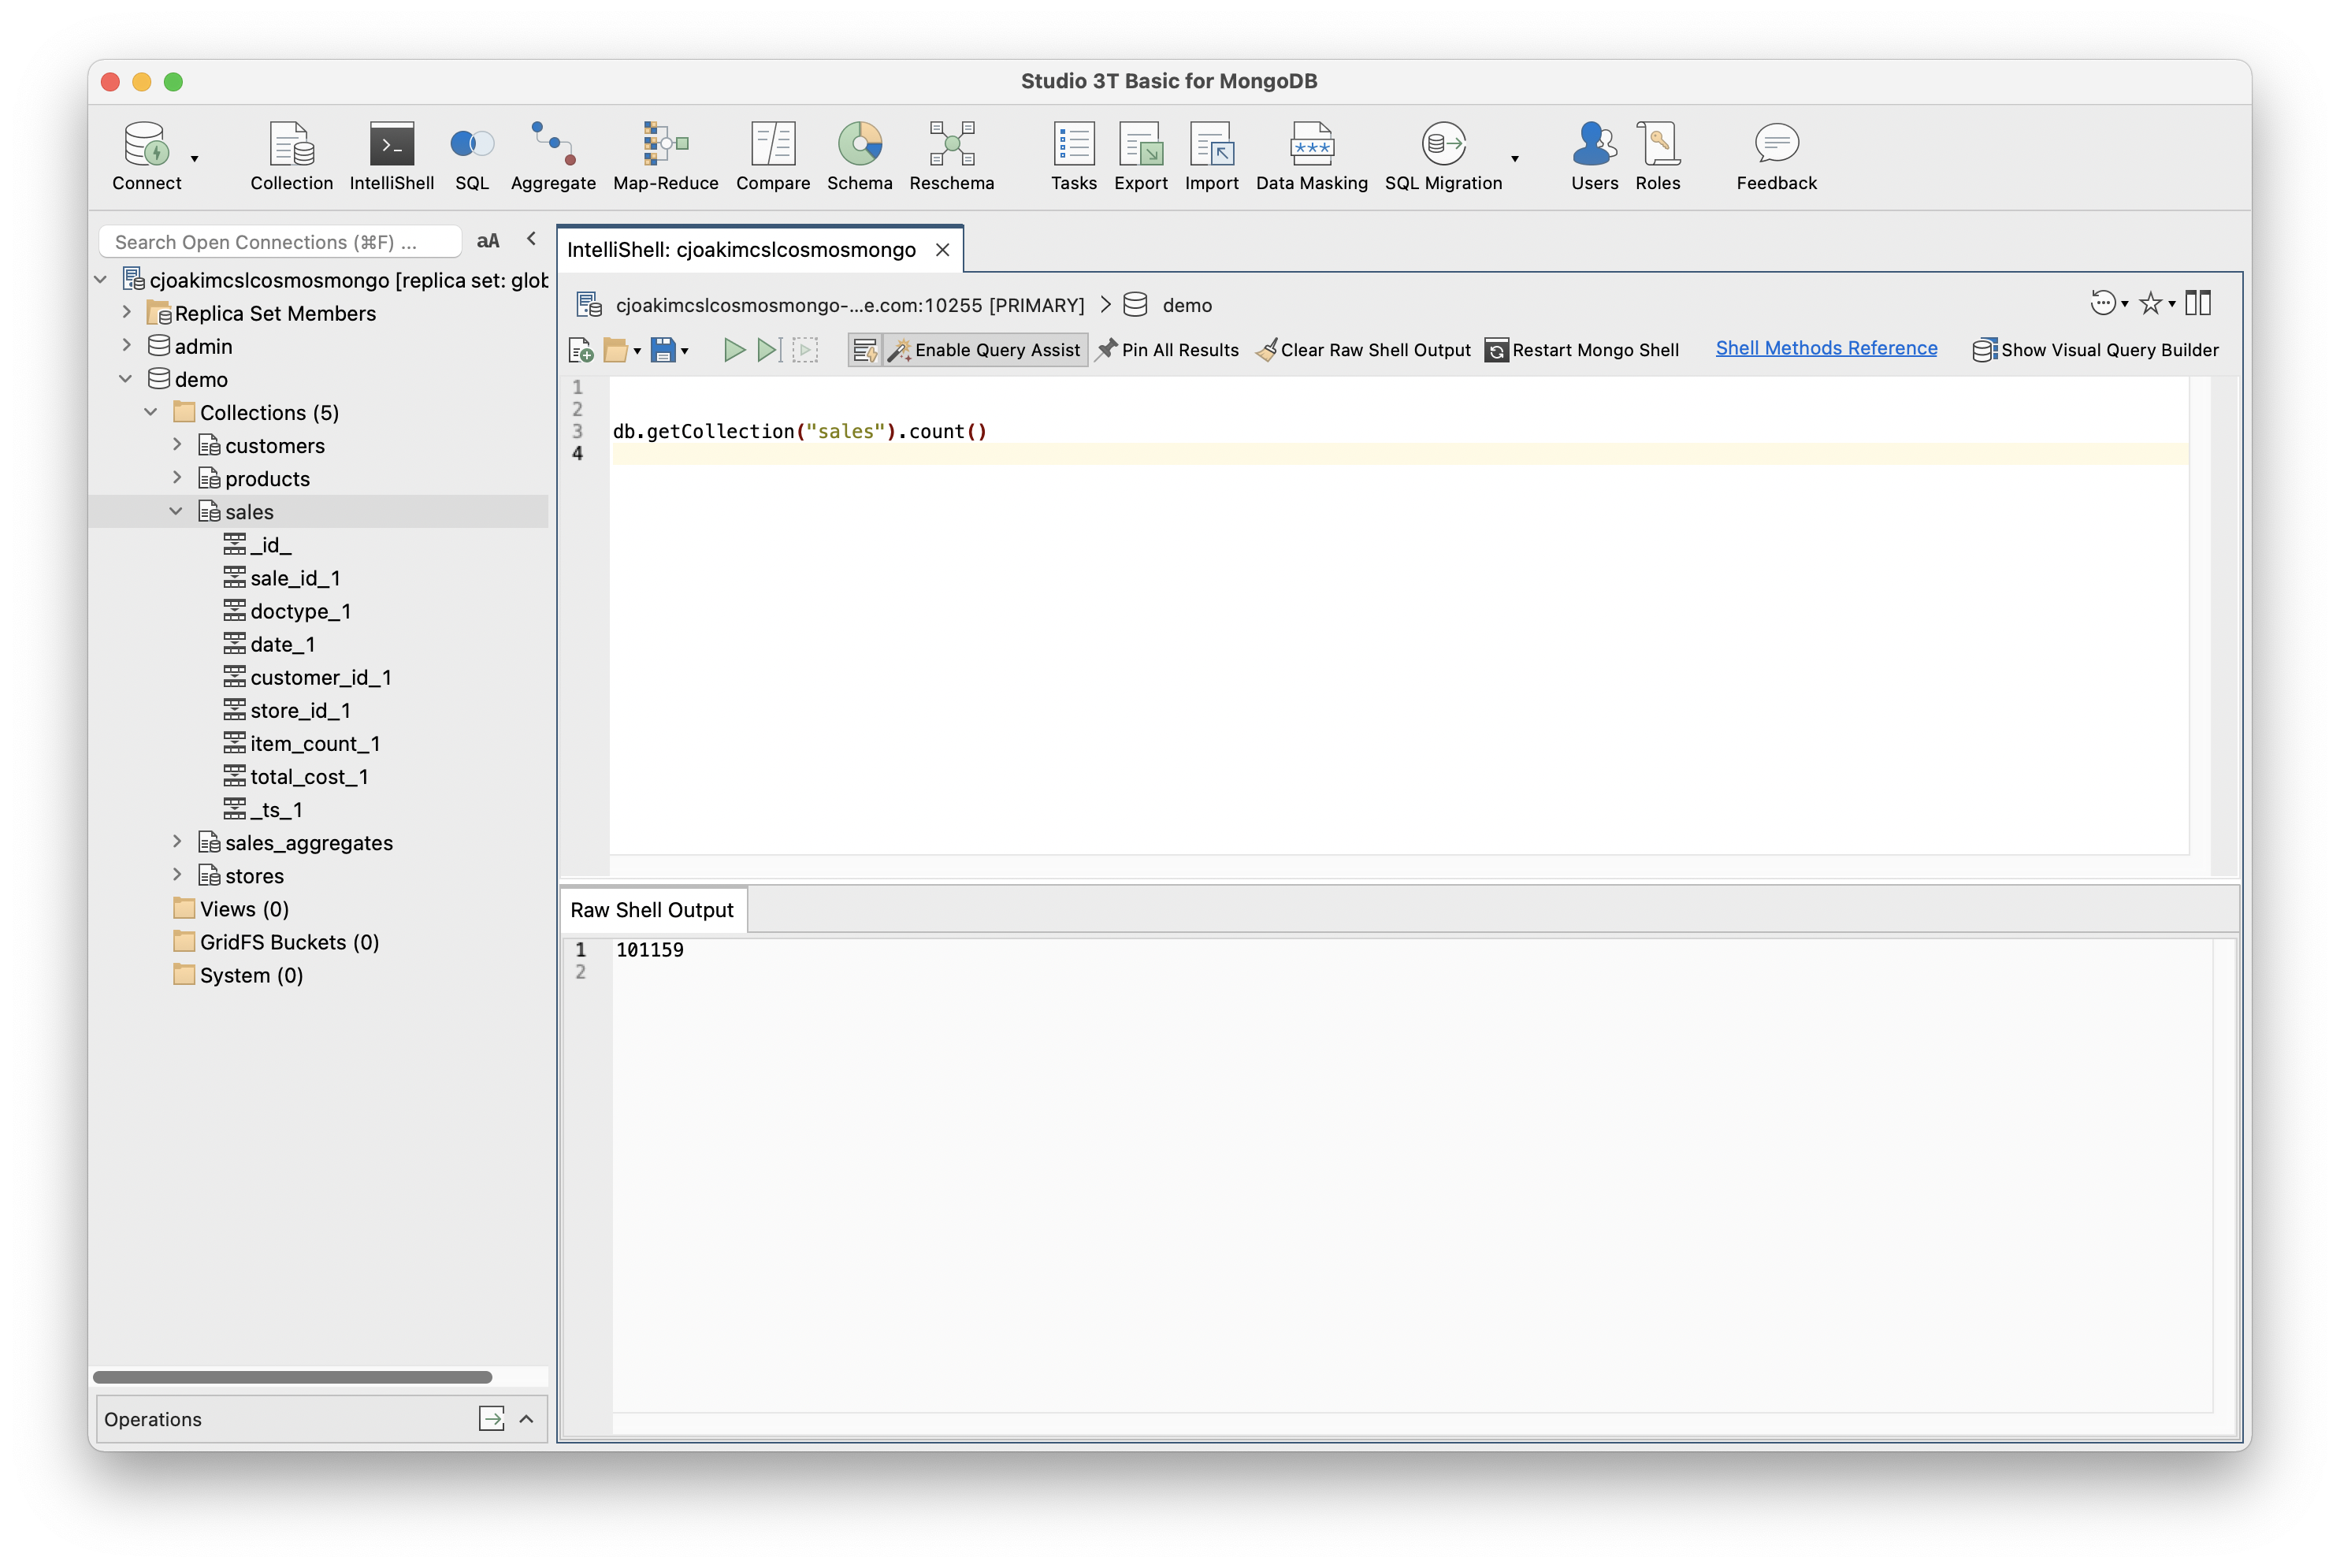 Studio 3T Basic for MongoDB
Connect Collection IntelliShell SQL Aggregate Map-Reduce Compare Schema Reschema Tasks Export Import Data Masking SQL Migration Users Roles Feedback
Search Open Connections (⌘F) ... aA
cjoakimcslcosmosmongo [replica set: glob
Replica Set Members
admin
demo
Collections (5)
customers
products
sales
_id_
sale_id_1
doctype_1
date_1
customer_id_1
store_id_1
item_count_1
total_cost_1
_ts_1
sales_aggregates
stores
Views (0)
GridFS Buckets (0)
System (0)
Operations
IntelliShell: cjoakimcslcosmosmongo
cjoakimcslcosmosmongo-...e.com:10255 [PRIMARY] > demo
Enable Query Assist Pin All Results Clear Raw Shell Output Restart Mongo Shell Shell Methods Reference Show Visual Query Builder
1
2
3 db.getCollection("sales").count()
4
Raw Shell Output
1 101159
2